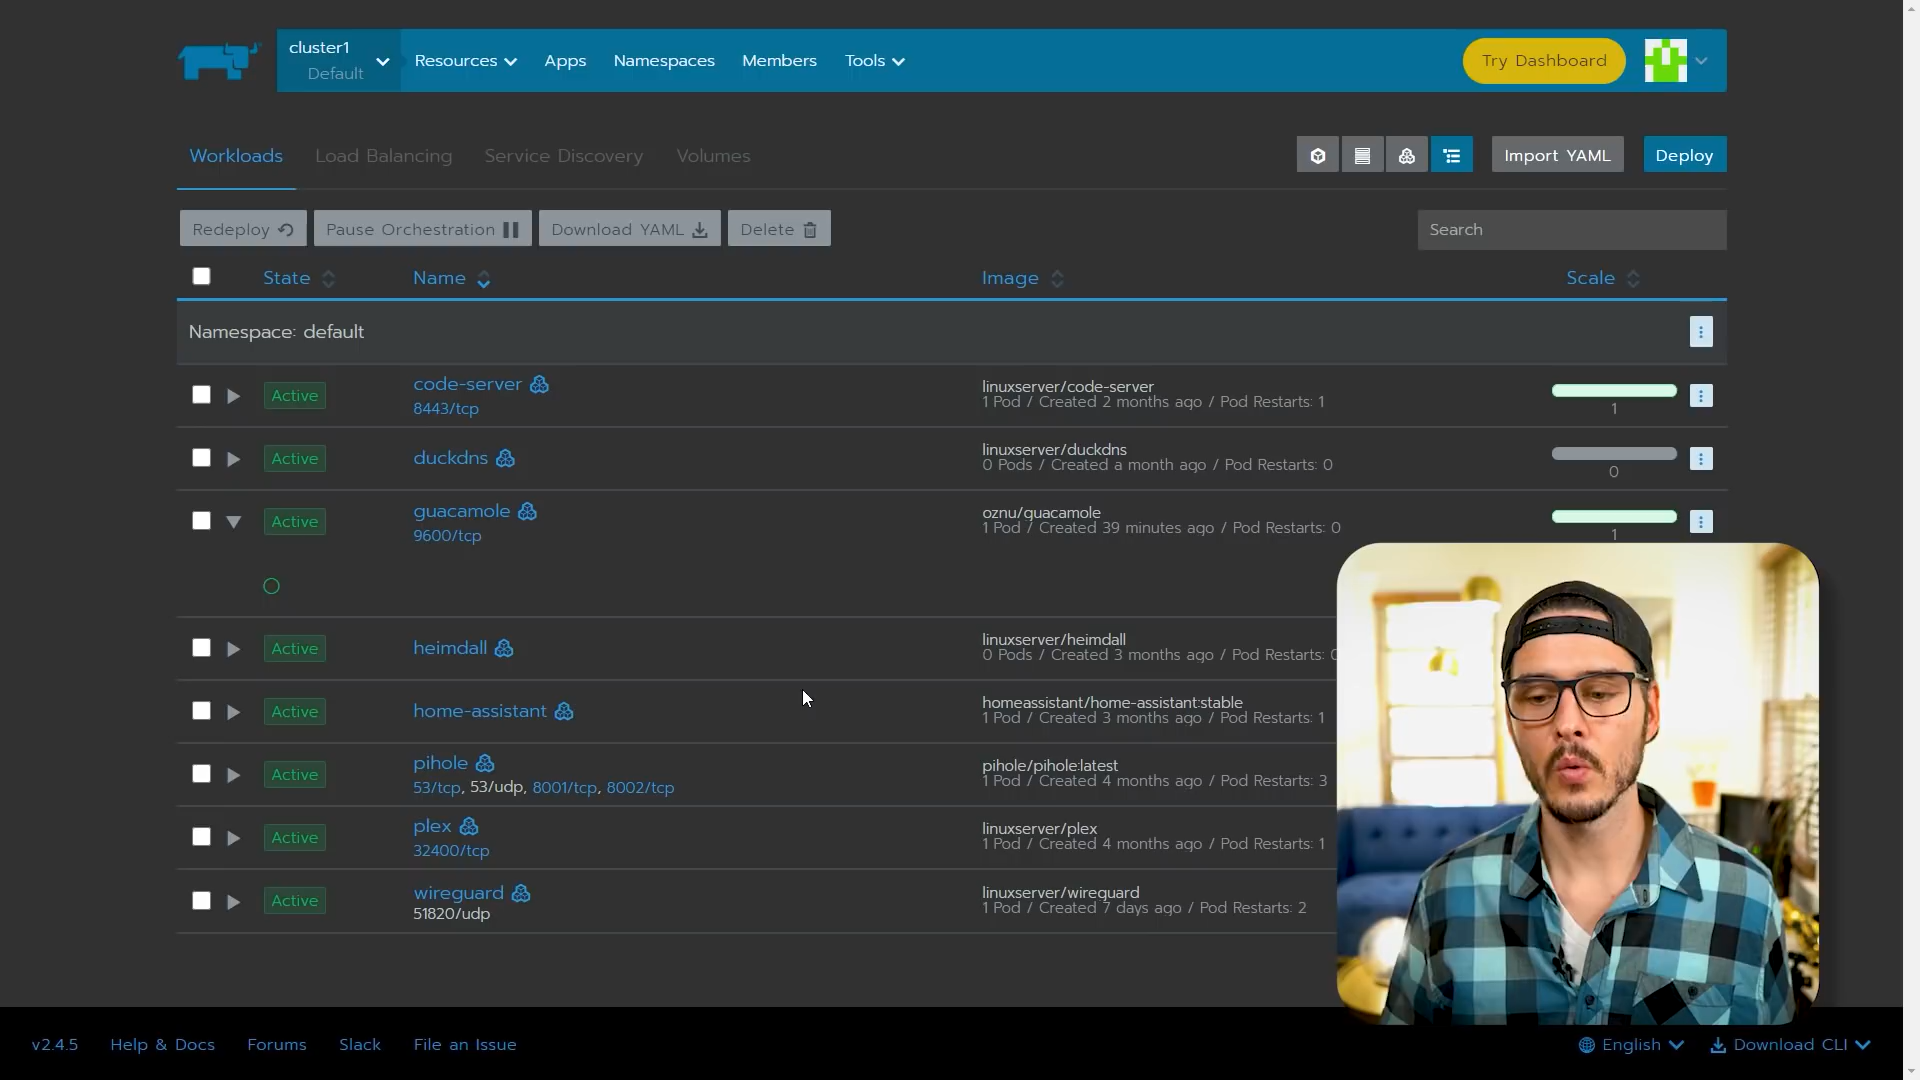 cluster1
Default
Resources
Apps
Namespaces
Members
Tools
Try Dashboard
Workloads
Load Balancing
Service Discovery
Volumes
Import YAML
Deploy
Redeploy
Pause Orchestration
Download YAML
Delete
Search
State
Name
Image
Scale
Namespace: default
Active
code-server
8443/tcp
linuxserver/code-server
1 Pod / Created 2 months ago / Pod Restarts: 1
1
Active
duckdns
linuxserver/duckdns
0 Pods / Created a month ago / Pod Restarts: 0
0
Active
guacamole
9600/tcp
oznu/guacamole
1 Pod / Created 39 minutes ago / Pod Restarts: 0
1
Active
heimdall
linuxserver/heimdall
0 Pods / Created 3 months ago / Pod Restarts:
Active
home-assistant
homeassistant/home-assistant:stable
1 Pod / Created 3 months ago / Pod Restarts: 1
Active
pihole
53/tcp, 53/udp, 8001/tcp, 8002/tcp
pihole/pihole:latest
1 Pod / Created 4 months ago / Pod Restarts: 3
Active
plex
32400/tcp
linuxserver/plex
1 Pod / Created 4 months ago / Pod Restarts: 1
Active
wireguard
51820/udp
linuxserver/wireguard
1 Pod / Created 7 days ago / Pod Restarts: 2
v2.4.5
Help & Docs
Forums
Slack
File an Issue
English
Download CLI